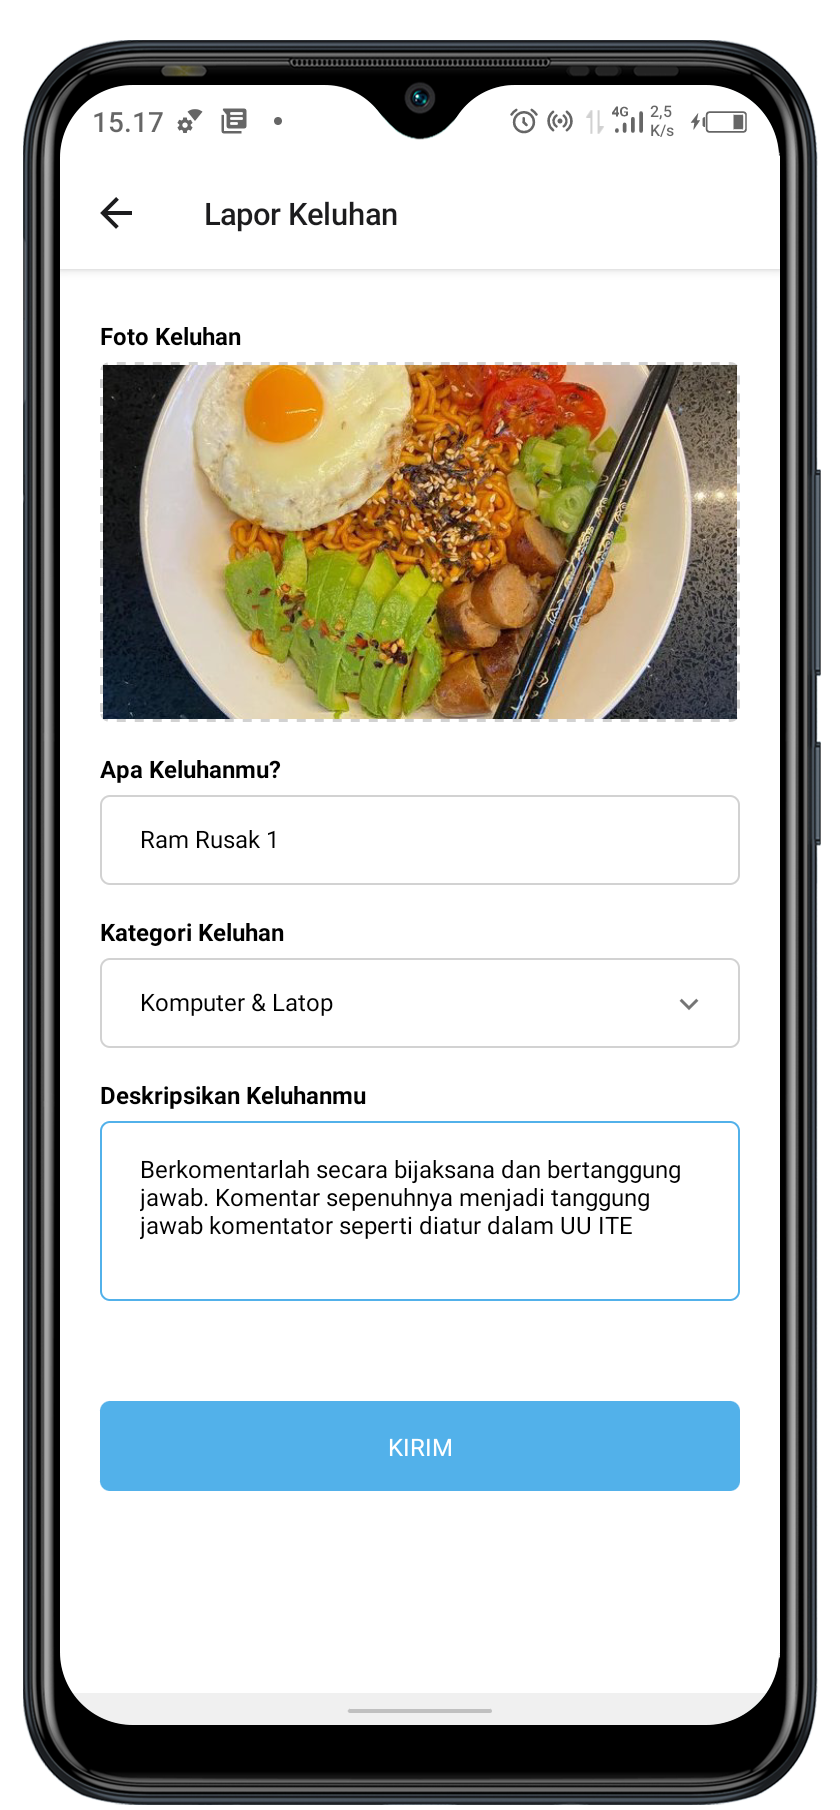 15.17
4G 2,5 K/s
Lapor Keluhan
Foto Keluhan
Apa Keluhanmu?
Ram Rusak 1
Kategori Keluhan
Komputer & Latop
Deskripsikan Keluhanmu
Berkomentarlah secara bijaksana dan bertanggung
jawab. Komentar sepenuhnya menjadi tanggung
jawab komentator seperti diatur dalam UU ITE
KIRIM